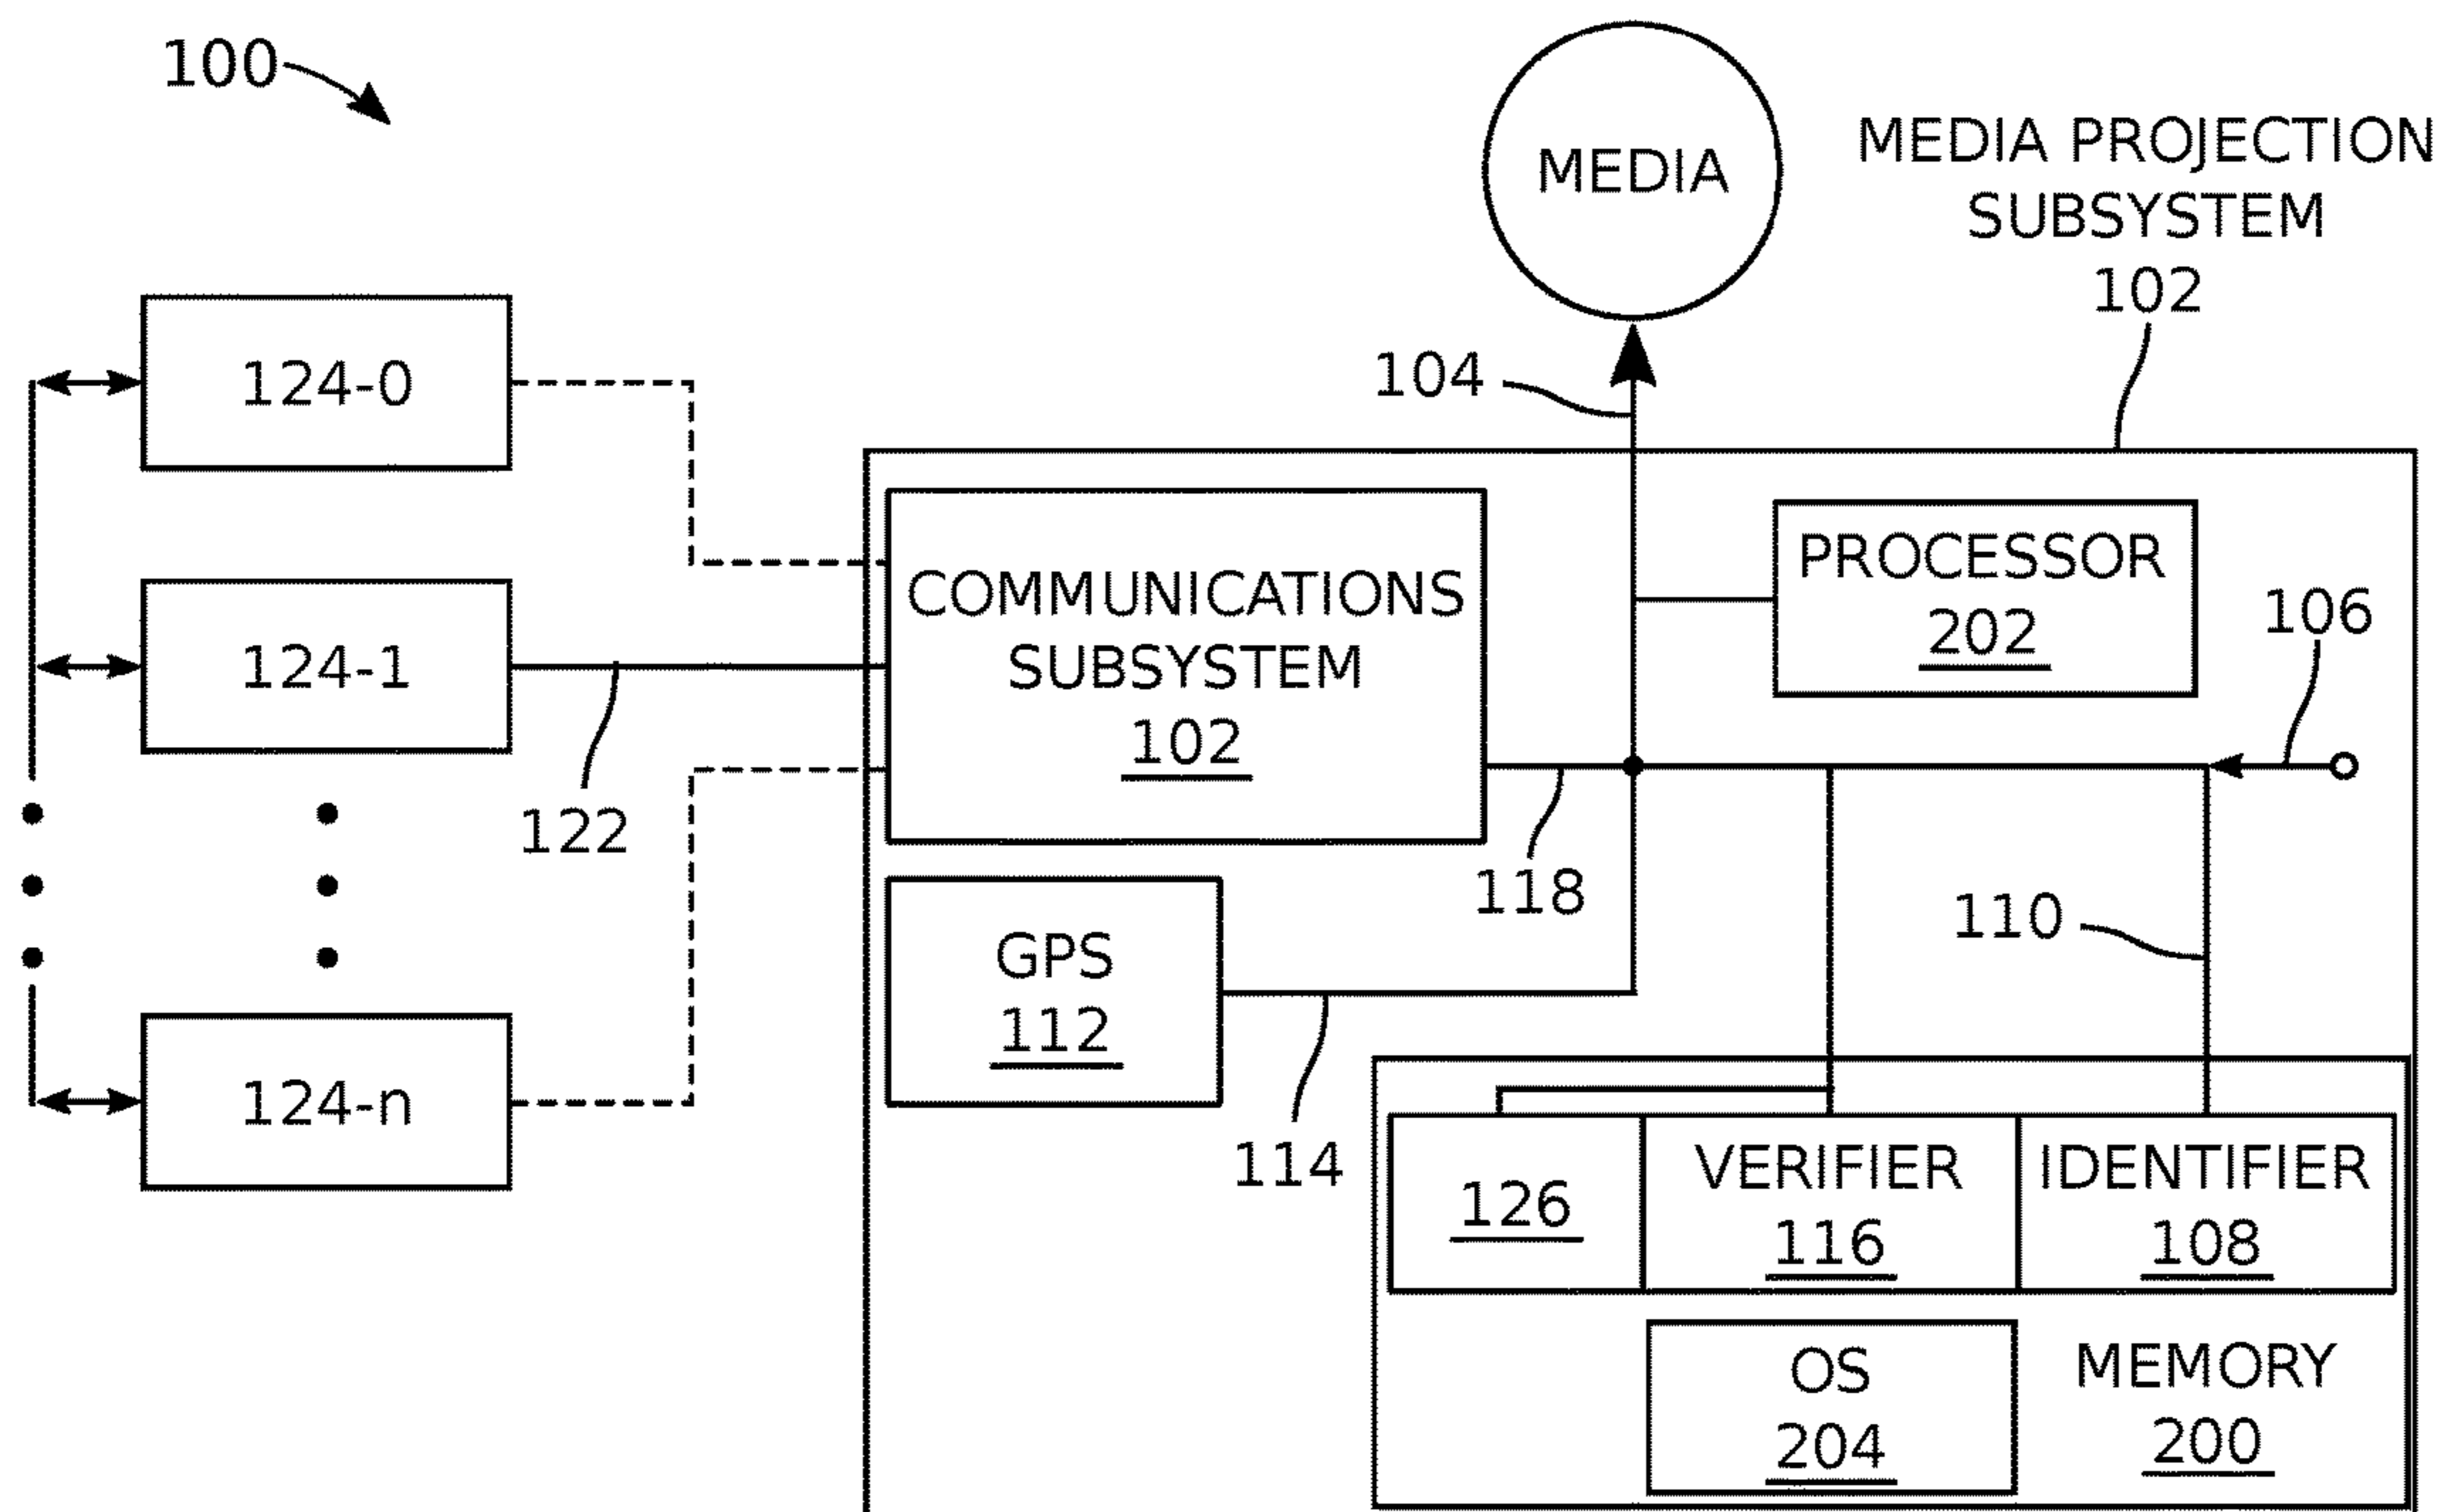 100
MEDIA
MEDIA PROJECTION
SUBSYSTEM
102
104
124-0
COMMUNICATIONS
SUBSYSTEM
102
PROCESSOR
202
106
124-1
122
118
110
GPS
112
114
124-n
126
VERIFIER
116
IDENTIFIER
108
OS
204
MEMORY
200